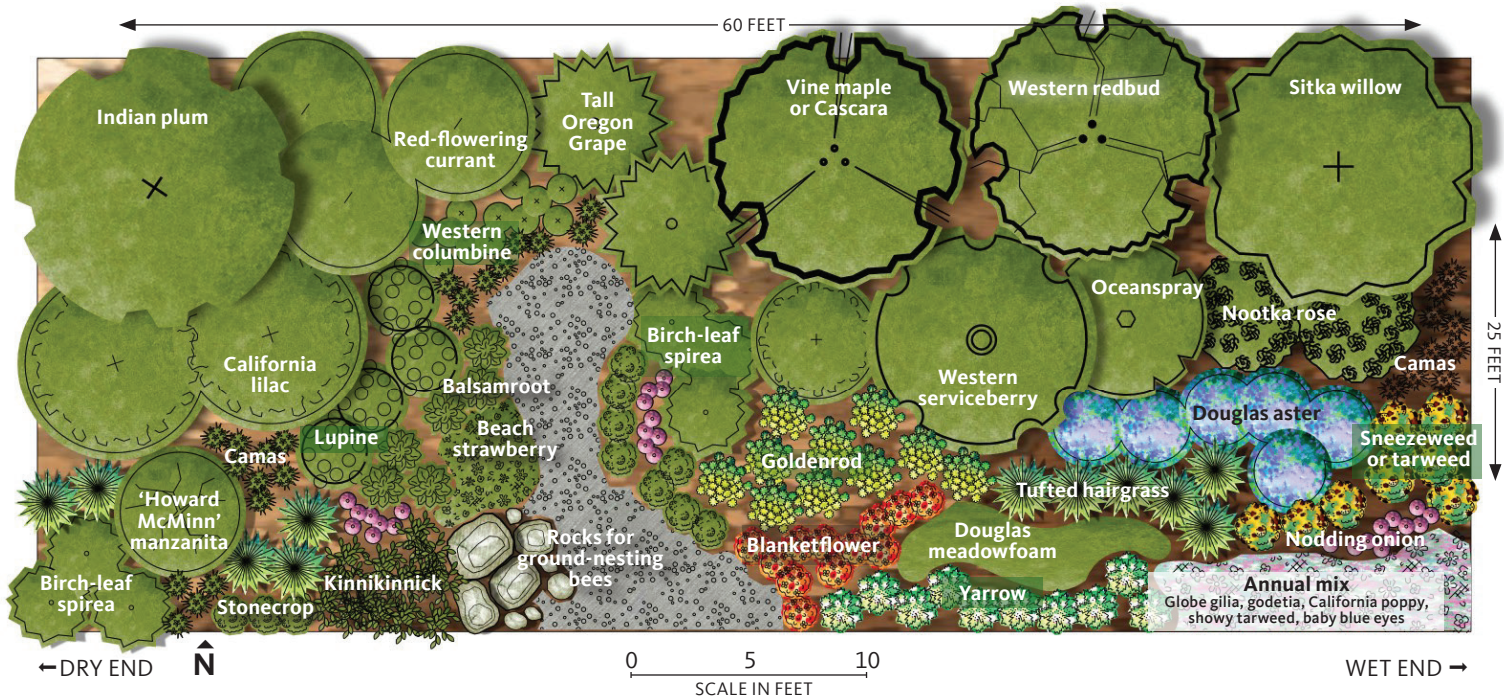 60 FEET
Indian plum
Red-flowering
currant
Tall
Oregon
Grape
Vine maple
or Cascara
Western redbud
Sitka willow
Western
columbine
25 FEET
California
lilac
Balsamroot
Birch-leaf
spirea
Oceanspray
Nootka rose
Camas
Western
serviceberry
Douglas aster
Lupine
Beach
strawberry
Camas
Goldenrod
Sneezeweed
or tarweed
Tufted hairgrass
‘Howard
McMinn’
manzanita
Rocks for
ground-nesting
bees
Blanketflower
Douglas
meadowfoam
Nodding onion
Birch-leaf
spirea
Stonecrop
Kinnikinnick
Yarrow
Annual mix
Globe gilia, godetia, California poppy,
showy tarweed, baby blue eyes
←DRY END
N
0 5 10
SCALE IN FEET
WET END →